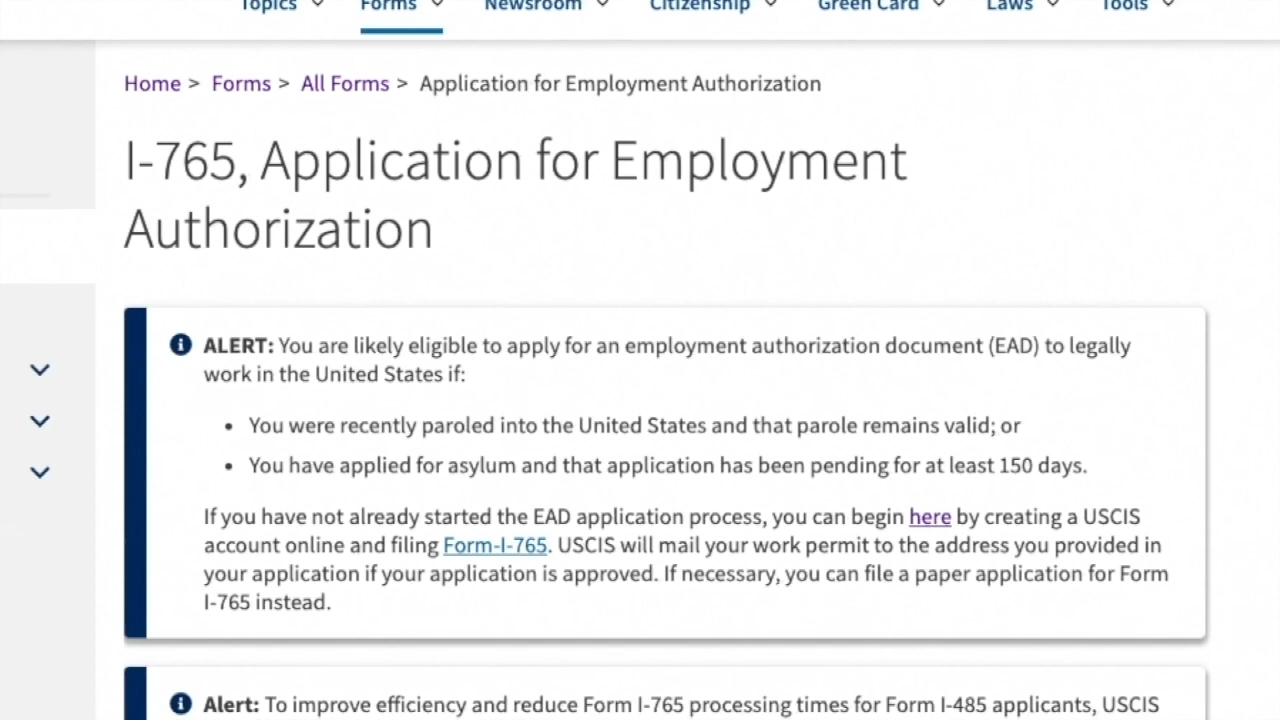 Topics Forms Newsroom Citizenship Green Card Laws Tools
Home > Forms > All Forms > Application for Employment Authorization
I-765, Application for Employment
Authorization
ALERT: You are likely eligible to apply for an employment authorization document (EAD) to legally
work in the United States if:
• You were recently paroled into the United States and that parole remains valid; or
• You have applied for asylum and that application has been pending for at least 150 days.
If you have not already started the EAD application process, you can begin here by creating a USCIS
account online and filing Form-I-765. USCIS will mail your work permit to the address you provided in
your application if your application is approved. If necessary, you can file a paper application for Form
I-765 instead.
Alert: To improve efficiency and reduce Form I-765 processing times for Form I-485 applicants, USCIS